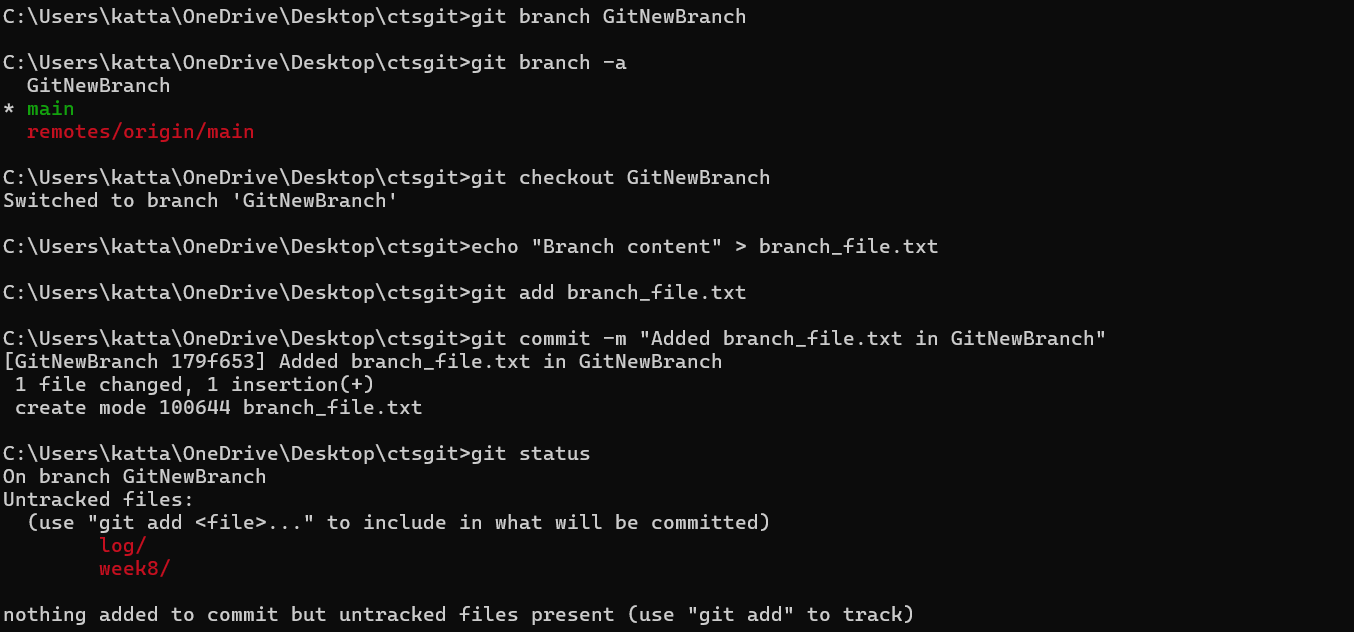 C:\Users\katta\OneDrive\Desktop\ctsgit>git branch GitNewBranch
C:\Users\katta\OneDrive\Desktop\ctsgit>git branch -a
  GitNewBranch
* main
  remotes/origin/main
C:\Users\katta\OneDrive\Desktop\ctsgit>git checkout GitNewBranch
Switched to branch 'GitNewBranch'
C:\Users\katta\OneDrive\Desktop\ctsgit>echo "Branch content" > branch_file.txt
C:\Users\katta\OneDrive\Desktop\ctsgit>git add branch_file.txt
C:\Users\katta\OneDrive\Desktop\ctsgit>git commit -m "Added branch_file.txt in GitNewBranch"
[GitNewBranch 179f653] Added branch_file.txt in GitNewBranch
 1 file changed, 1 insertion(+)
 create mode 100644 branch_file.txt
C:\Users\katta\OneDrive\Desktop\ctsgit>git status
On branch GitNewBranch
Untracked files:
  (use "git add <file>..." to include in what will be committed)
        log/
        week8/
nothing added to commit but untracked files present (use "git add" to track)